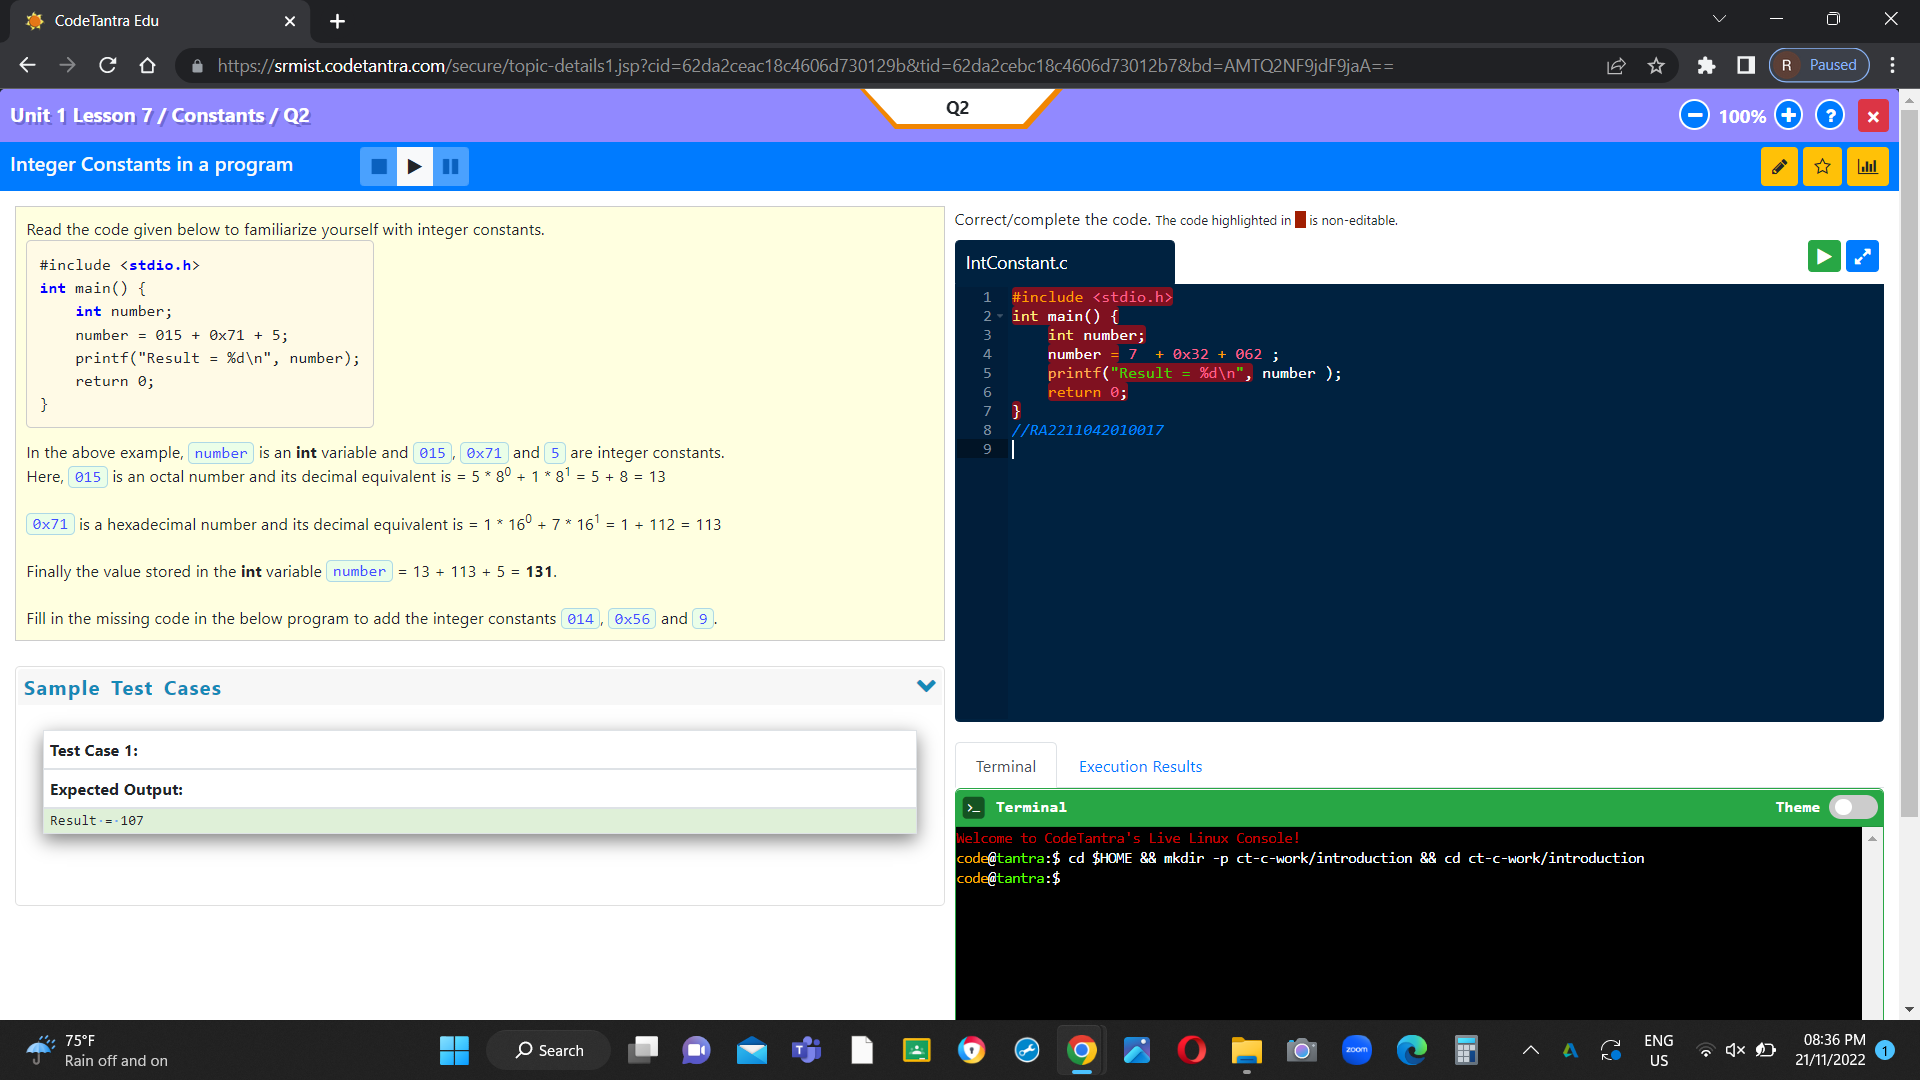 CodeTantra Edu
https://srmist.codetantra.com/secure/topic-details1.jsp?cid=62da2ceac18c4606d730129b&tid=62da2cebc18c4606d73012b7&bd=AMTQ2NF9jdF9jaA==
R Paused
Unit 1 Lesson 7 / Constants / Q2
Q2
100%
?
Integer Constants in a program
Read the code given below to familiarize yourself with integer constants.
#include <stdio.h>
int main() {
    int number;
    number = 015 + 0x71 + 5;
    printf("Result = %d\n", number);
    return 0;
}
In the above example, number is an int variable and 015, 0x71 and 5 are integer constants.
Here, 015 is an octal number and its decimal equivalent is = 5 * 8⁰ + 1 * 8¹ = 5 + 8 = 13
0x71 is a hexadecimal number and its decimal equivalent is = 1 * 16⁰ + 7 * 16¹ = 1 + 112 = 113
Finally the value stored in the int variable number = 13 + 113 + 5 = 131.
Fill in the missing code in the below program to add the integer constants 014, 0x56 and 9.
Sample Test Cases
Test Case 1:
Expected Output:
Result·=·107
Correct/complete the code. The code highlighted in is non-editable.
IntConstant.c
1 #include <stdio.h>
2 int main() {
3     int number;
4     number = 7  + 0x32 + 062 ;
5     printf("Result = %d\n", number );
6     return 0;
7 }
8 //RA2211042010017
9
Terminal
Execution Results
>_ Terminal
Theme
Welcome to CodeTantra's Live Linux Console!
code@tantra:$ cd $HOME && mkdir -p ct-c-work/introduction && cd ct-c-work/introduction
code@tantra:$
75°F
Rain off and on
Search
zoom
ENG
US
08:36 PM
21/11/2022
1